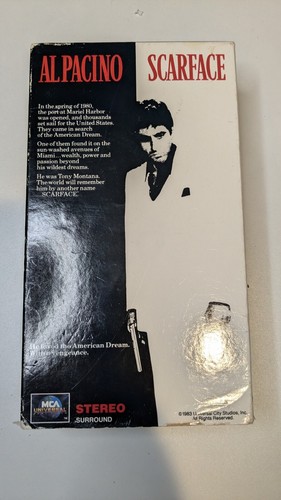 AL PACINO SCARFACE
In the spring of 1980,
the port at Mariel Harbor
was opened, and thousands
set sail for the United States.
They came in search
of the American Dream.
One of them found it on the
sun-washed avenues of
Miami...wealth, power and
passion beyond
his wildest dreams.
He was Tony Montana.
The world will remember
him by another name
...SCARFACE.
the American Dream.
vengeance.
MCA
UNIVERSAL
STEREO
SURROUND
©1983 Universal City Studios, Inc.
All Rights Reserved.